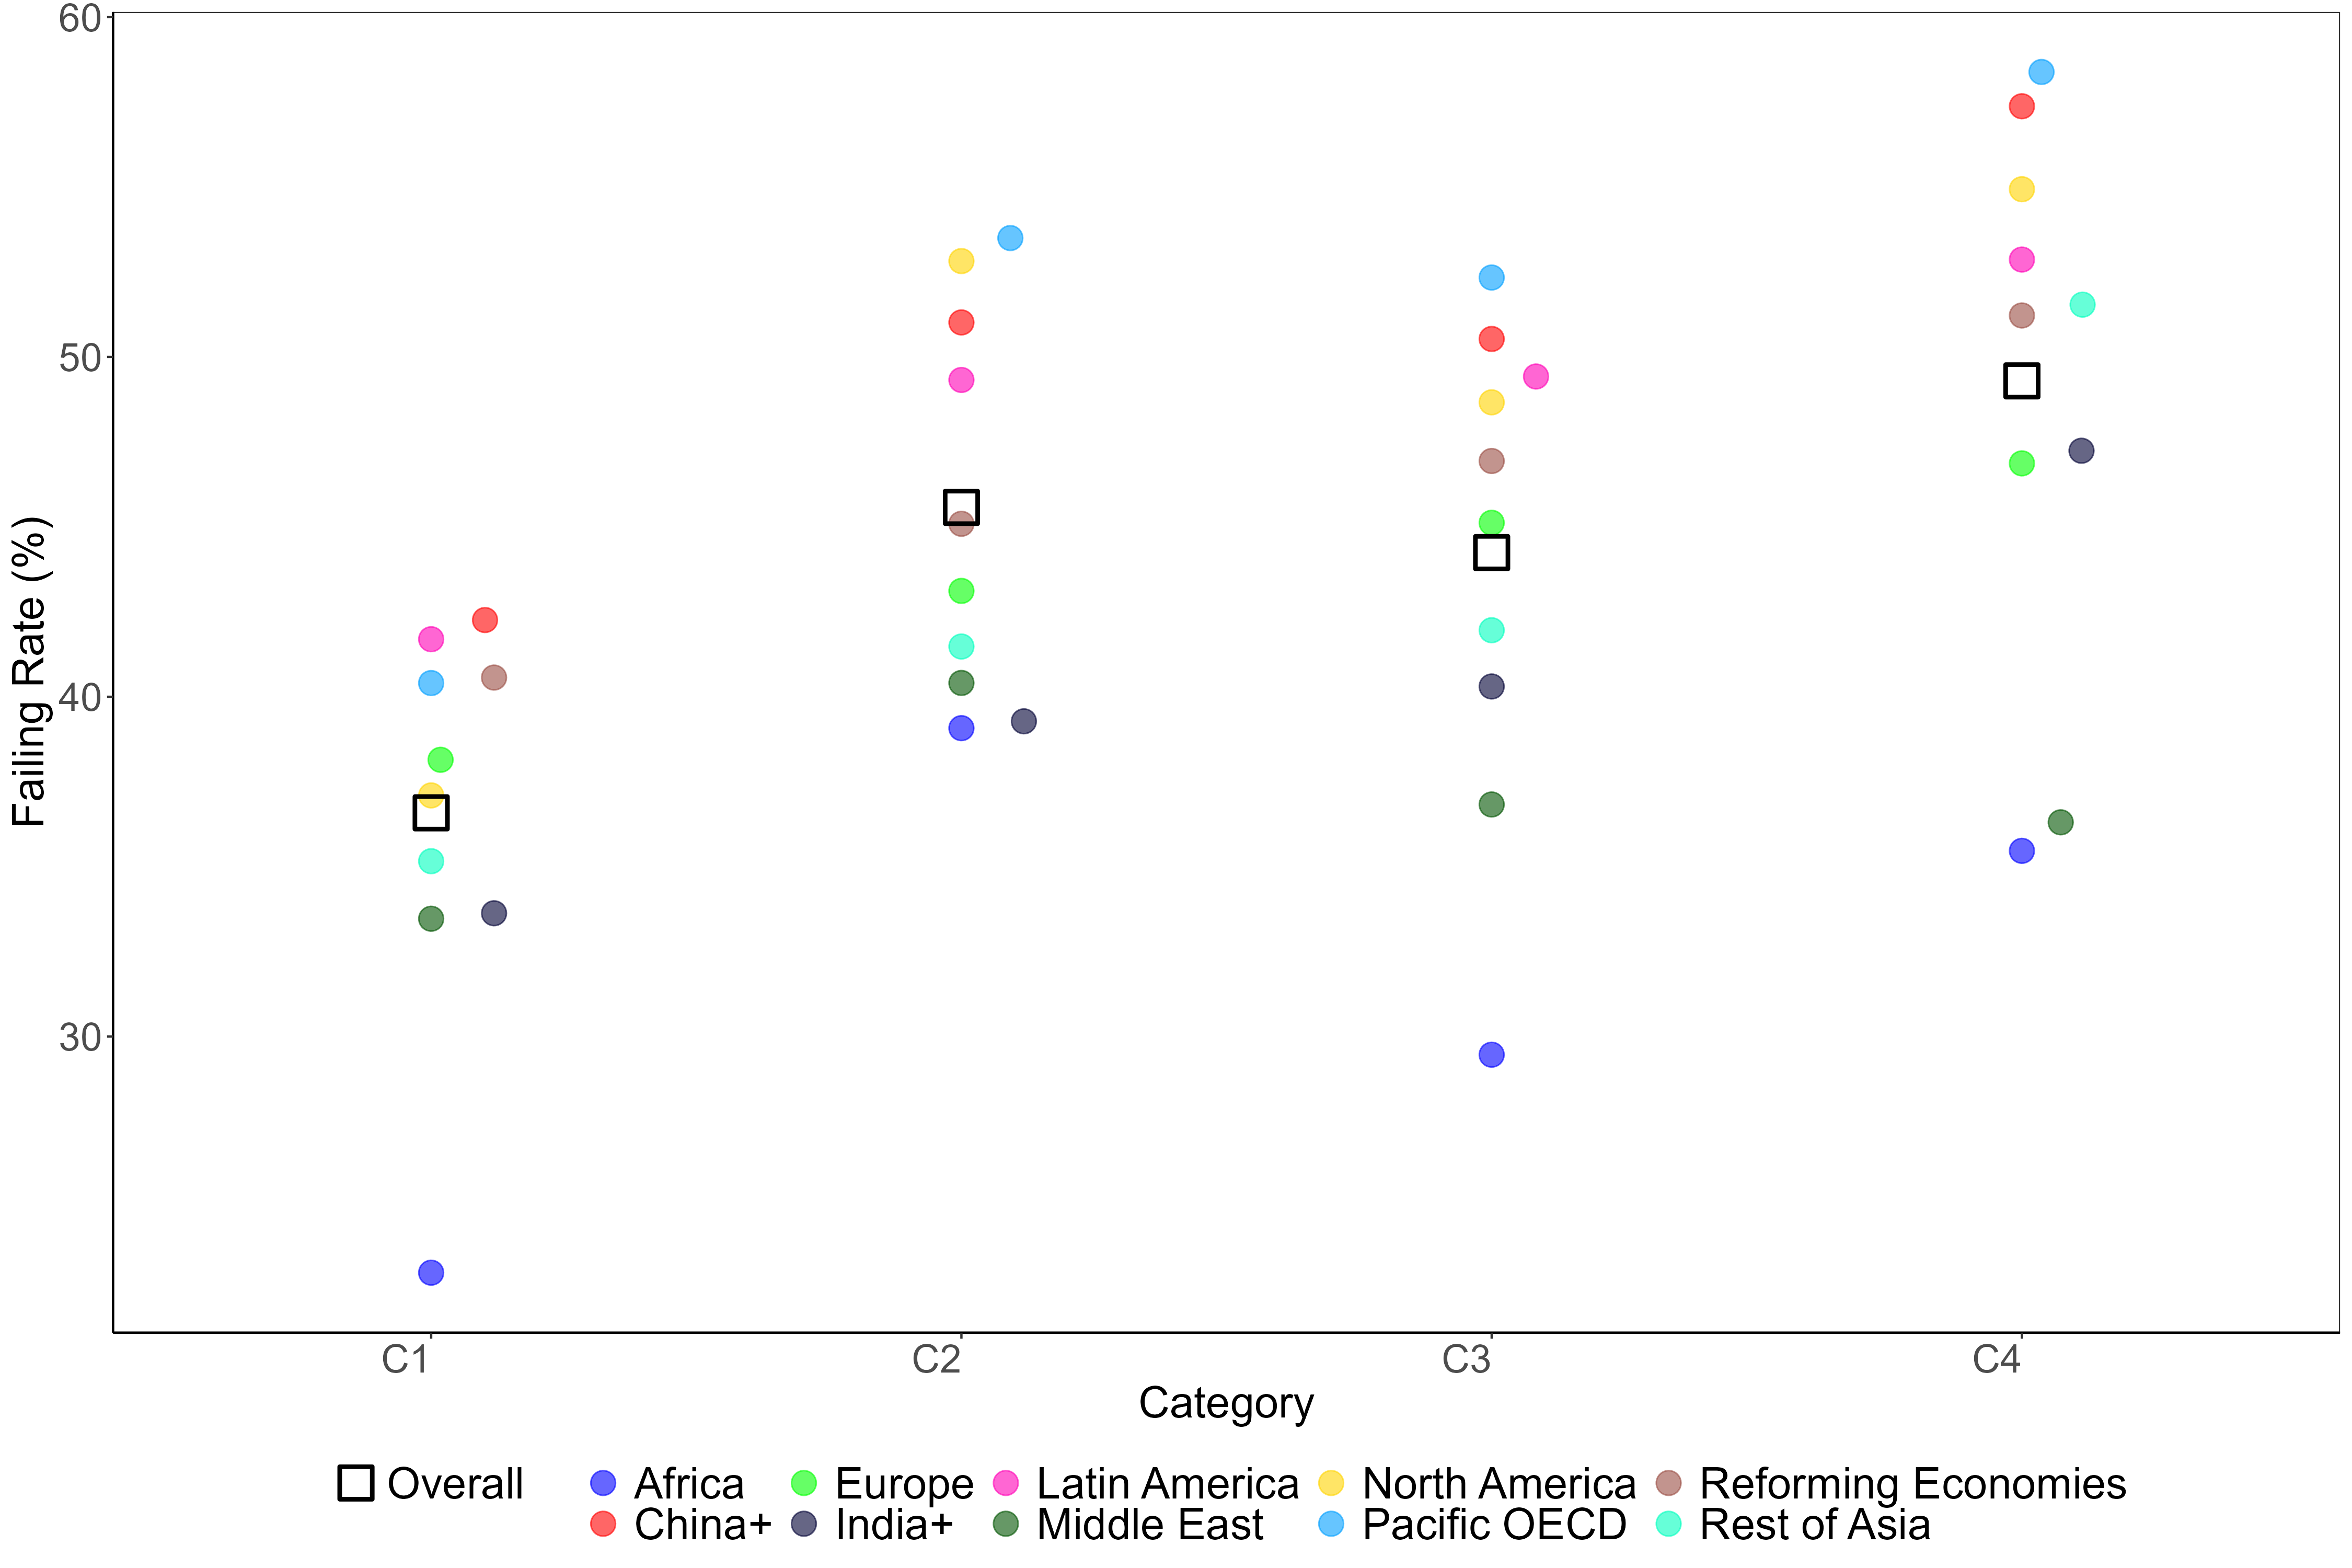 60
50
40
30
Failing Rate (%)
C1 C2 C3 C4
Category
Overall Africa Europe Latin America North America Reforming Economies
China+ India+ Middle East Pacific OECD Rest of Asia